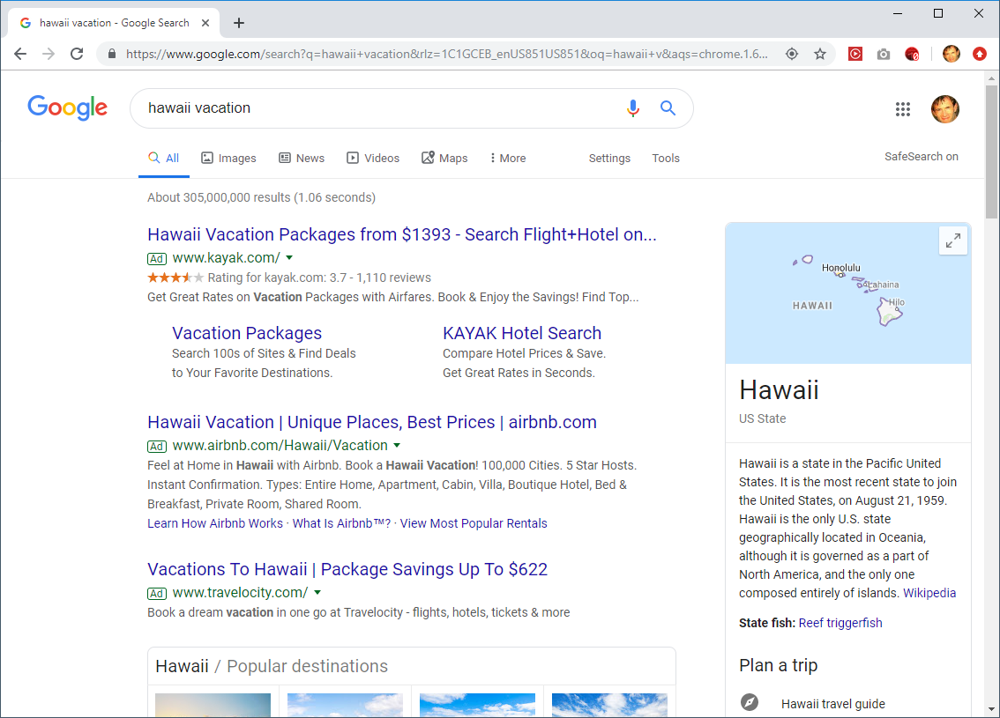 hawaii vacation - Google Search
https://www.google.com/search?q=hawaii+vacation&rlz=1C1GCEB_enUS851US851&oq=hawaii+v&aqs=chrome.1.6...
Google
hawaii vacation
All Images News Videos Maps More Settings Tools
SafeSearch on
About 305,000,000 results (1.06 seconds)
Hawaii Vacation Packages from $1393 - Search Flight+Hotel on...
Ad www.kayak.com/
Rating for kayak.com: 3.7 - 1,110 reviews
Get Great Rates on Vacation Packages with Airfares. Book & Enjoy the Savings! Find Top...
Vacation Packages
Search 100s of Sites & Find Deals
to Your Favorite Destinations.
KAYAK Hotel Search
Compare Hotel Prices & Save.
Get Great Rates in Seconds.
Hawaii Vacation | Unique Places, Best Prices | airbnb.com
Ad www.airbnb.com/Hawaii/Vacation
Feel at Home in Hawaii with Airbnb. Book a Hawaii Vacation! 100,000 Cities. 5 Star Hosts.
Instant Confirmation. Types: Entire Home, Apartment, Cabin, Villa, Boutique Hotel, Bed &
Breakfast, Private Room, Shared Room.
Learn How Airbnb Works · What Is Airbnb™? · View Most Popular Rentals
Vacations To Hawaii | Package Savings Up To $622
Ad www.travelocity.com/
Book a dream vacation in one go at Travelocity - flights, hotels, tickets & more
Hawaii / Popular destinations
Honolulu
Lahaina
HAWAII
Hilo
Hawaii
US State
Hawaii is a state in the Pacific United
States. It is the most recent state to join
the United States, on August 21, 1959.
Hawaii is the only U.S. state
geographically located in Oceania,
although it is governed as a part of
North America, and the only one
composed entirely of islands. Wikipedia
State fish: Reef triggerfish
Plan a trip
Hawaii travel guide